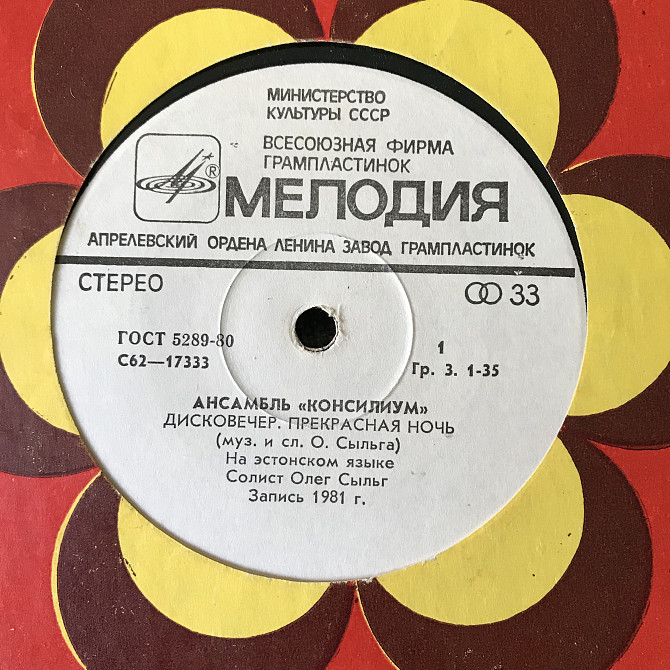 МИНИСТЕРСТВО
КУЛЬТУРЫ СССР
ВСЕСОЮЗНАЯ ФИРМА
ГРАМПЛАСТИНОК
®
МЕЛОДИЯ
АПРЕЛЕВСКИЙ ОРДЕНА ЛЕНИНА ЗАВОД ГРАМПЛАСТИНОК
СТЕРЕО
33
ГОСТ 5289-80
С62—17333
1
Гр. 3. 1-35
АНСАМБЛЬ «КОНСИЛИУМ»
ДИСКОВЕЧЕР. ПРЕКРАСНАЯ НОЧЬ
(муз. и сл. О. Сыльга)
На эстонском языке
Солист Олег Сыльг
Запись 1981 г.